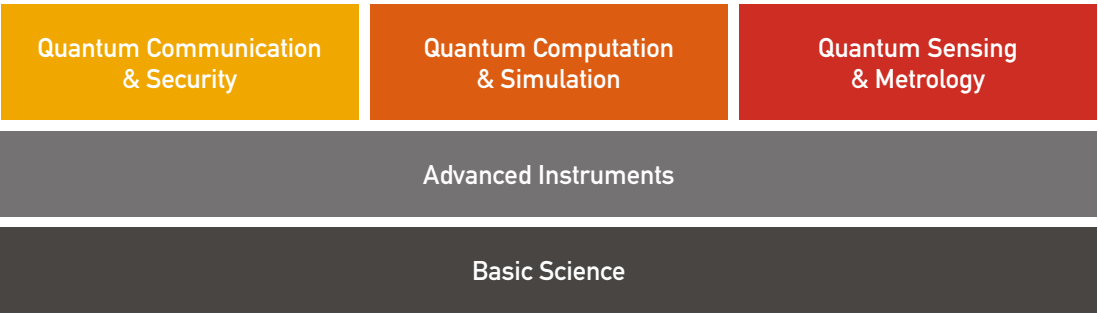 Quantum Communication
& Security
Quantum Computation
& Simulation
Quantum Sensing
& Metrology
Advanced Instruments
Basic Science